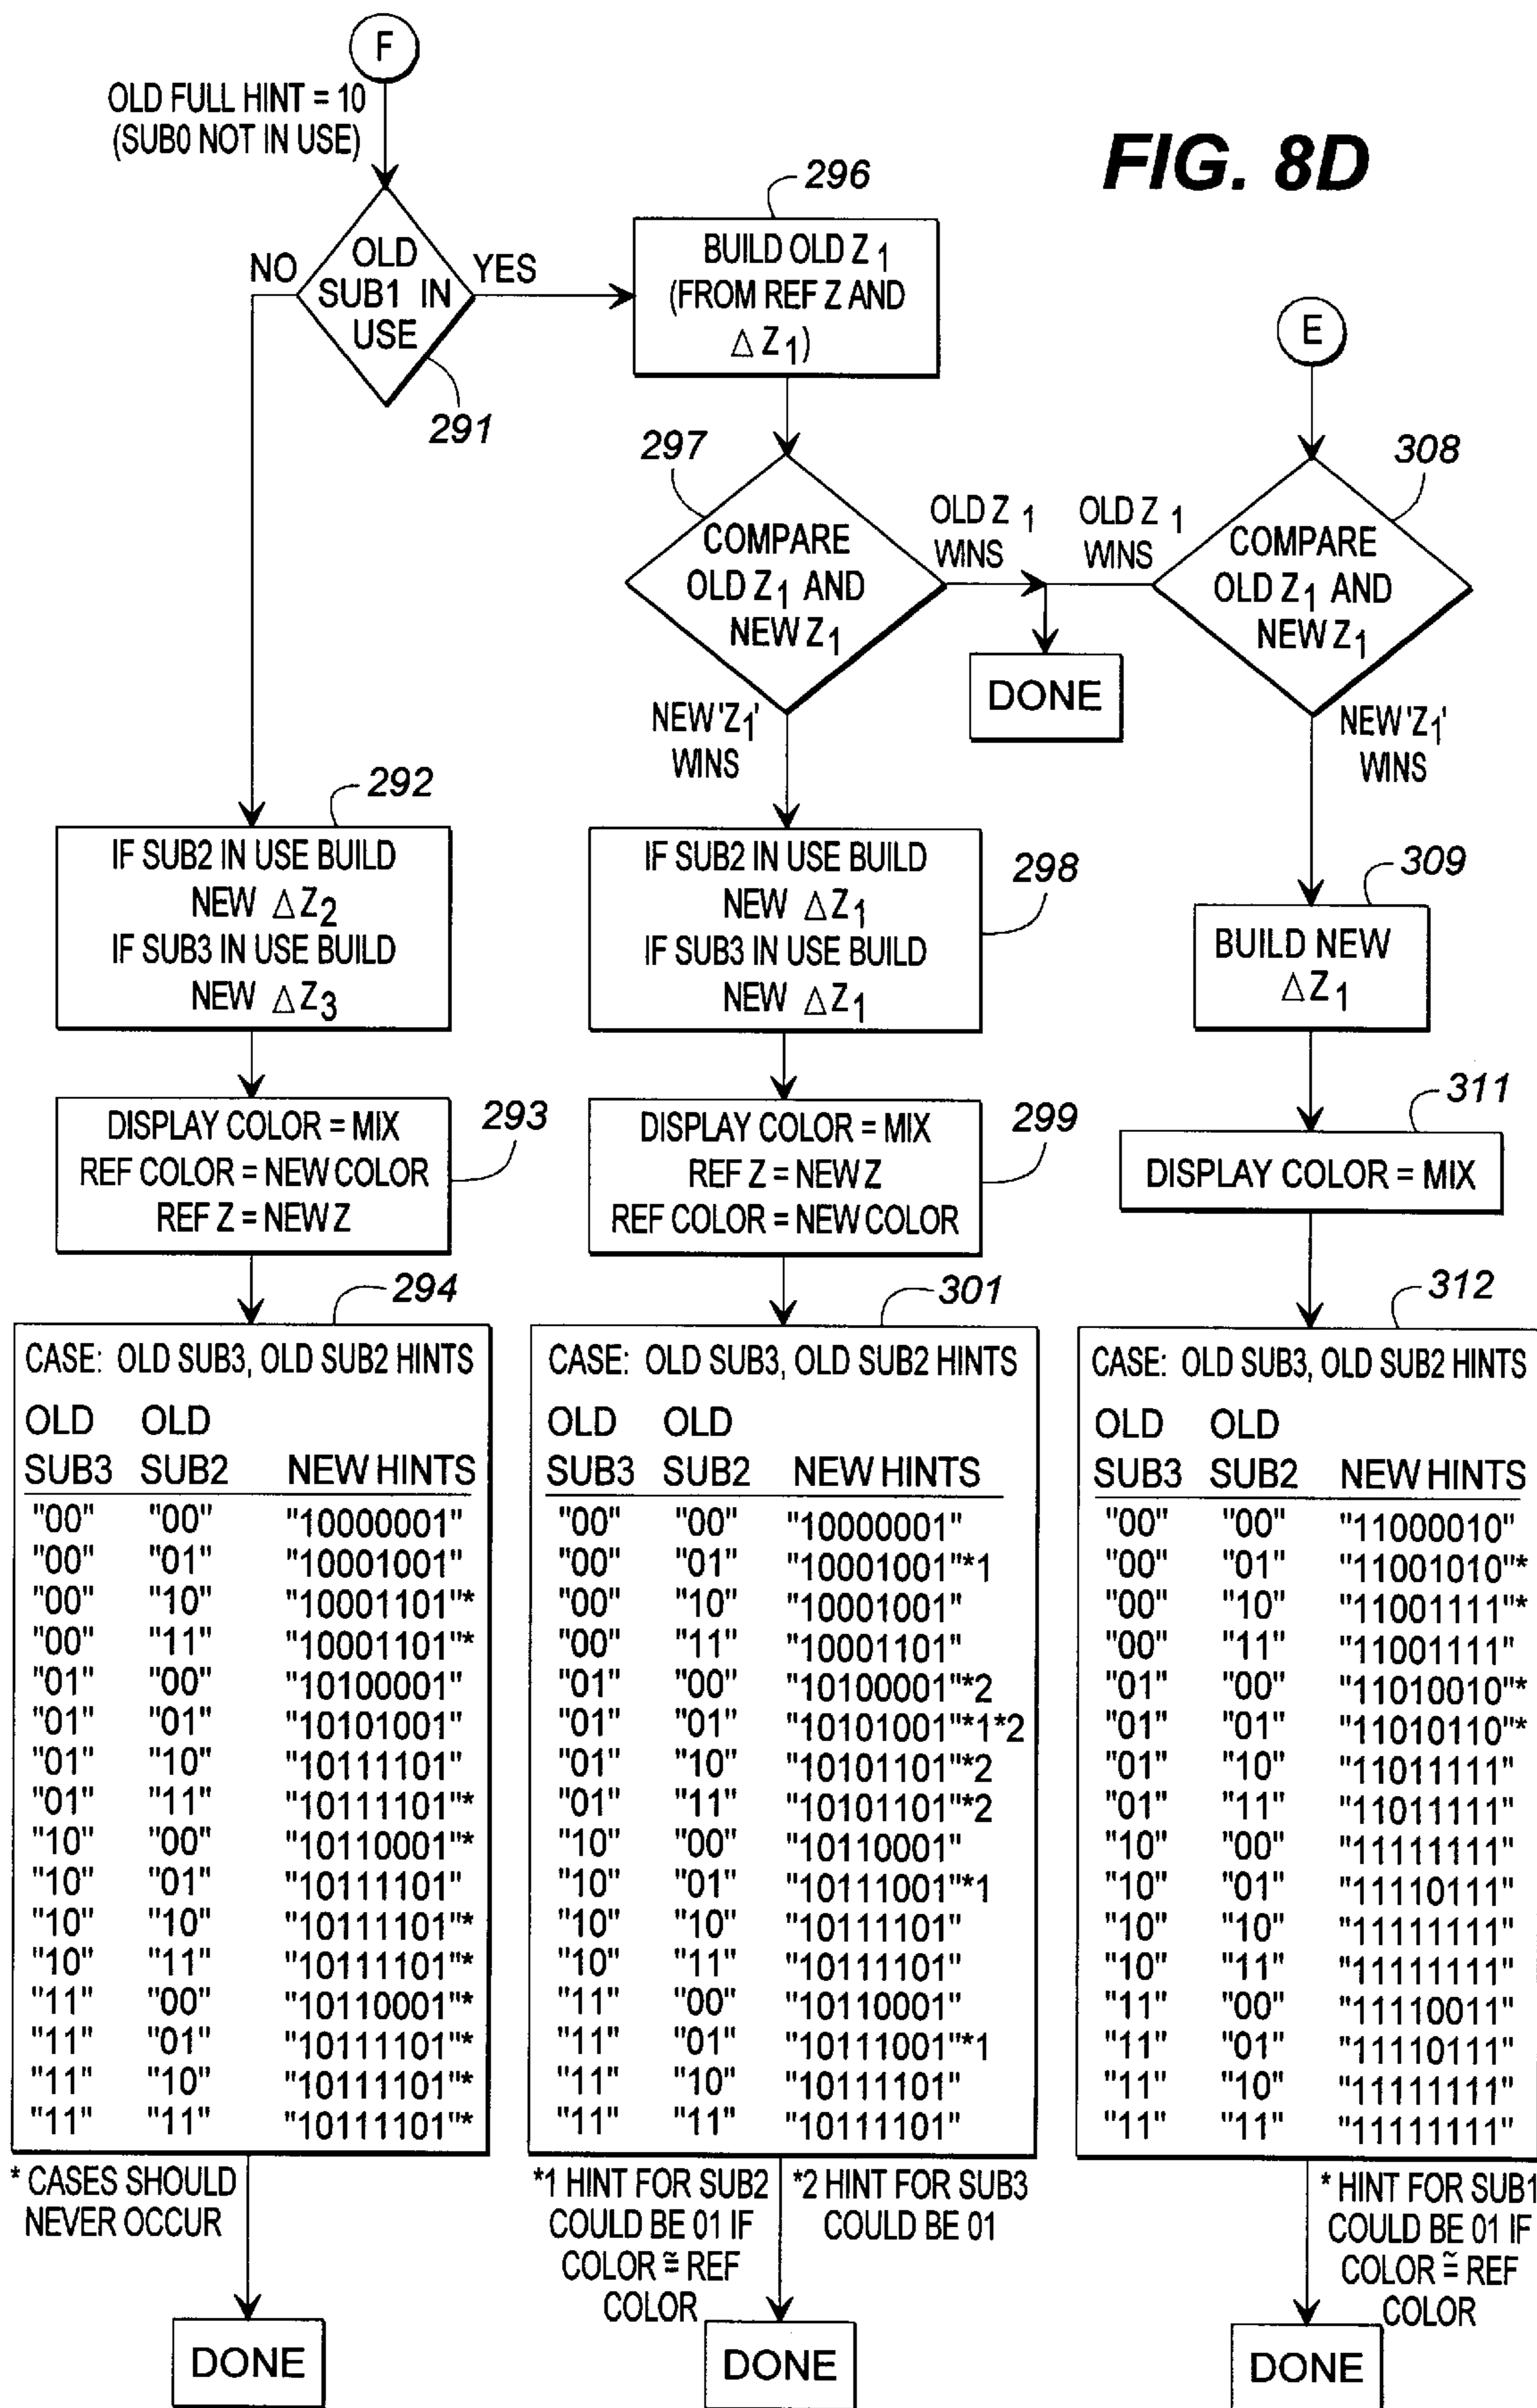 F
OLD FULL HINT = 10
(SUB0 NOT IN USE)
FIG. 8D
296
NO
OLD
SUB1 IN
USE
YES
291
BUILD OLD Z1
(FROM REF Z AND
Δ Z1)
E
297
COMPARE
OLD Z1 AND
NEW Z1
OLD Z1
WINS
OLD Z1
WINS
308
COMPARE
OLD Z1 AND
NEW Z1
DONE
NEW 'Z1'
WINS
NEW 'Z1'
WINS
292
IF SUB2 IN USE BUILD
NEW ΔZ2
IF SUB3 IN USE BUILD
NEW ΔZ3
IF SUB2 IN USE BUILD
NEW ΔZ1
IF SUB3 IN USE BUILD
NEW ΔZ1
298
309
BUILD NEW
ΔZ1
DISPLAY COLOR = MIX
REF COLOR = NEW COLOR
REF Z = NEW Z
293
DISPLAY COLOR = MIX
REF Z = NEW Z
REF COLOR = NEW COLOR
299
311
DISPLAY COLOR = MIX
294
CASE: OLD SUB3, OLD SUB2 HINTS
OLD OLD
SUB3 SUB2 NEW HINTS
"00" "00" "10000001"
"00" "01" "10001001"
"00" "10" "10001101"*
"00" "11" "10001101"*
"01" "00" "10100001"
"01" "01" "10101001"
"01" "10" "10111101"
"01" "11" "10111101"*
"10" "00" "10110001"*
"10" "01" "10111101"
"10" "10" "10111101"*
"10" "11" "10111101"*
"11" "00" "10110001"*
"11" "01" "10111101"*
"11" "10" "10111101"*
"11" "11" "10111101"*
* CASES SHOULD
NEVER OCCUR
DONE
301
CASE: OLD SUB3, OLD SUB2 HINTS
OLD OLD
SUB3 SUB2 NEW HINTS
"00" "00" "10000001"
"00" "01" "10001001"*1
"00" "10" "10001001"
"00" "11" "10001101"
"01" "00" "10100001"*2
"01" "01" "10101001"*1*2
"01" "10" "10101101"*2
"01" "11" "10101101"*2
"10" "00" "10110001"
"10" "01" "10111001"*1
"10" "10" "10111101"
"10" "11" "10111101"
"11" "00" "10110001"
"11" "01" "10111001"*1
"11" "10" "10111101"
"11" "11" "10111101"
*1 HINT FOR SUB2
COULD BE 01 IF
COLOR ≅ REF
COLOR
*2 HINT FOR SUB3
COULD BE 01
DONE
312
CASE: OLD SUB3, OLD SUB2 HINTS
OLD OLD
SUB3 SUB2 NEW HINTS
"00" "00" "11000010"
"00" "01" "11001010"*
"00" "10" "11001111"*
"00" "11" "11001111"
"01" "00" "11010010"*
"01" "01" "11010110"*
"01" "10" "11011111"
"01" "11" "11011111"
"10" "00" "11111111"
"10" "01" "11110111"
"10" "10" "11111111"
"10" "11" "11111111"
"11" "00" "11110011"
"11" "01" "11110111"
"11" "10" "11111111"
"11" "11" "11111111"
* HINT FOR SUB1
COULD BE 01 IF
COLOR ≅ REF
COLOR
DONE